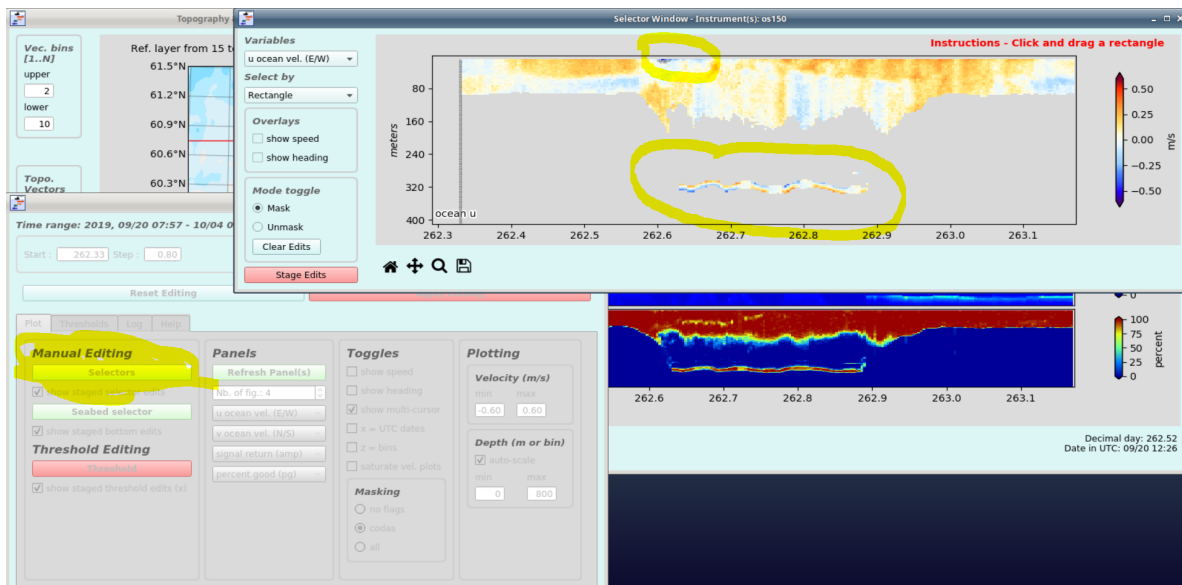 Topography
Selector Window - Instrument(s): os150
Vec. bins
[1..N]
upper
2
lower
10
Topo.
Vectors
Ref. layer from 15 t
61.5°N
61.2°N
60.9°N
60.6°N
60.3°N
Variables
u ocean vel. (E/W)
Select by
Rectangle
Overlays
show speed
show heading
Mode toggle
Mask
Unmask
Clear Edits
Stage Edits
Instructions - Click and drag a rectangle
meters
80
160
240
320
400
ocean u
262.3 262.4 262.5 262.6 262.7 262.8 262.9 263.0 263.1
0.50
0.25
0.00
−0.25
−0.50
m/s
Time range: 2019, 09/20 07:57 - 10/04 0
Start : 262.33 Step : 0.80
Reset Editing
Plot Thresholds Log Help
Manual Editing
Selectors
show staged selector edits
Seabed selector
show staged bottom edits
Threshold Editing
Threshold
show staged threshold edits (x)
Panels
Refresh Panel(s)
Nb. of fig.: 4
u ocean vel. (E/W)
v ocean vel. (N/S)
signal return (amp)
percent good (pg)
Toggles
show speed
show heading
show multi-cursor
x = UTC dates
z = bins
saturate vel. plots
Masking
no flags
codas
all
Plotting
Velocity (m/s)
min max
-0.60 0.60
Depth (m or bin)
auto-scale
min max
0 800
0
100
75
50
25
0
percent
262.6 262.7 262.8 262.9 263.0 263.1
Decimal day: 262.52
Date in UTC: 09/20 12:26